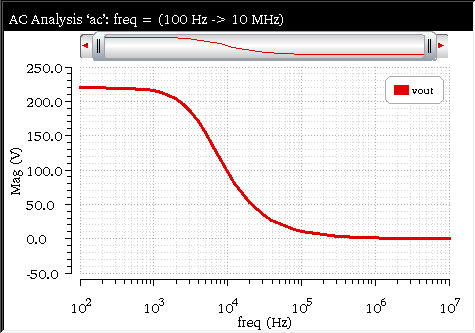 AC Analysis ‘ac’: freq = (100 Hz -> 10 MHz)
250.0
vout
200.0
150.0
Mag (V)
100.0
50.0
0.0
-50.0
10² 10³ 10⁴ 10⁵ 10⁶ 10⁷
freq (Hz)